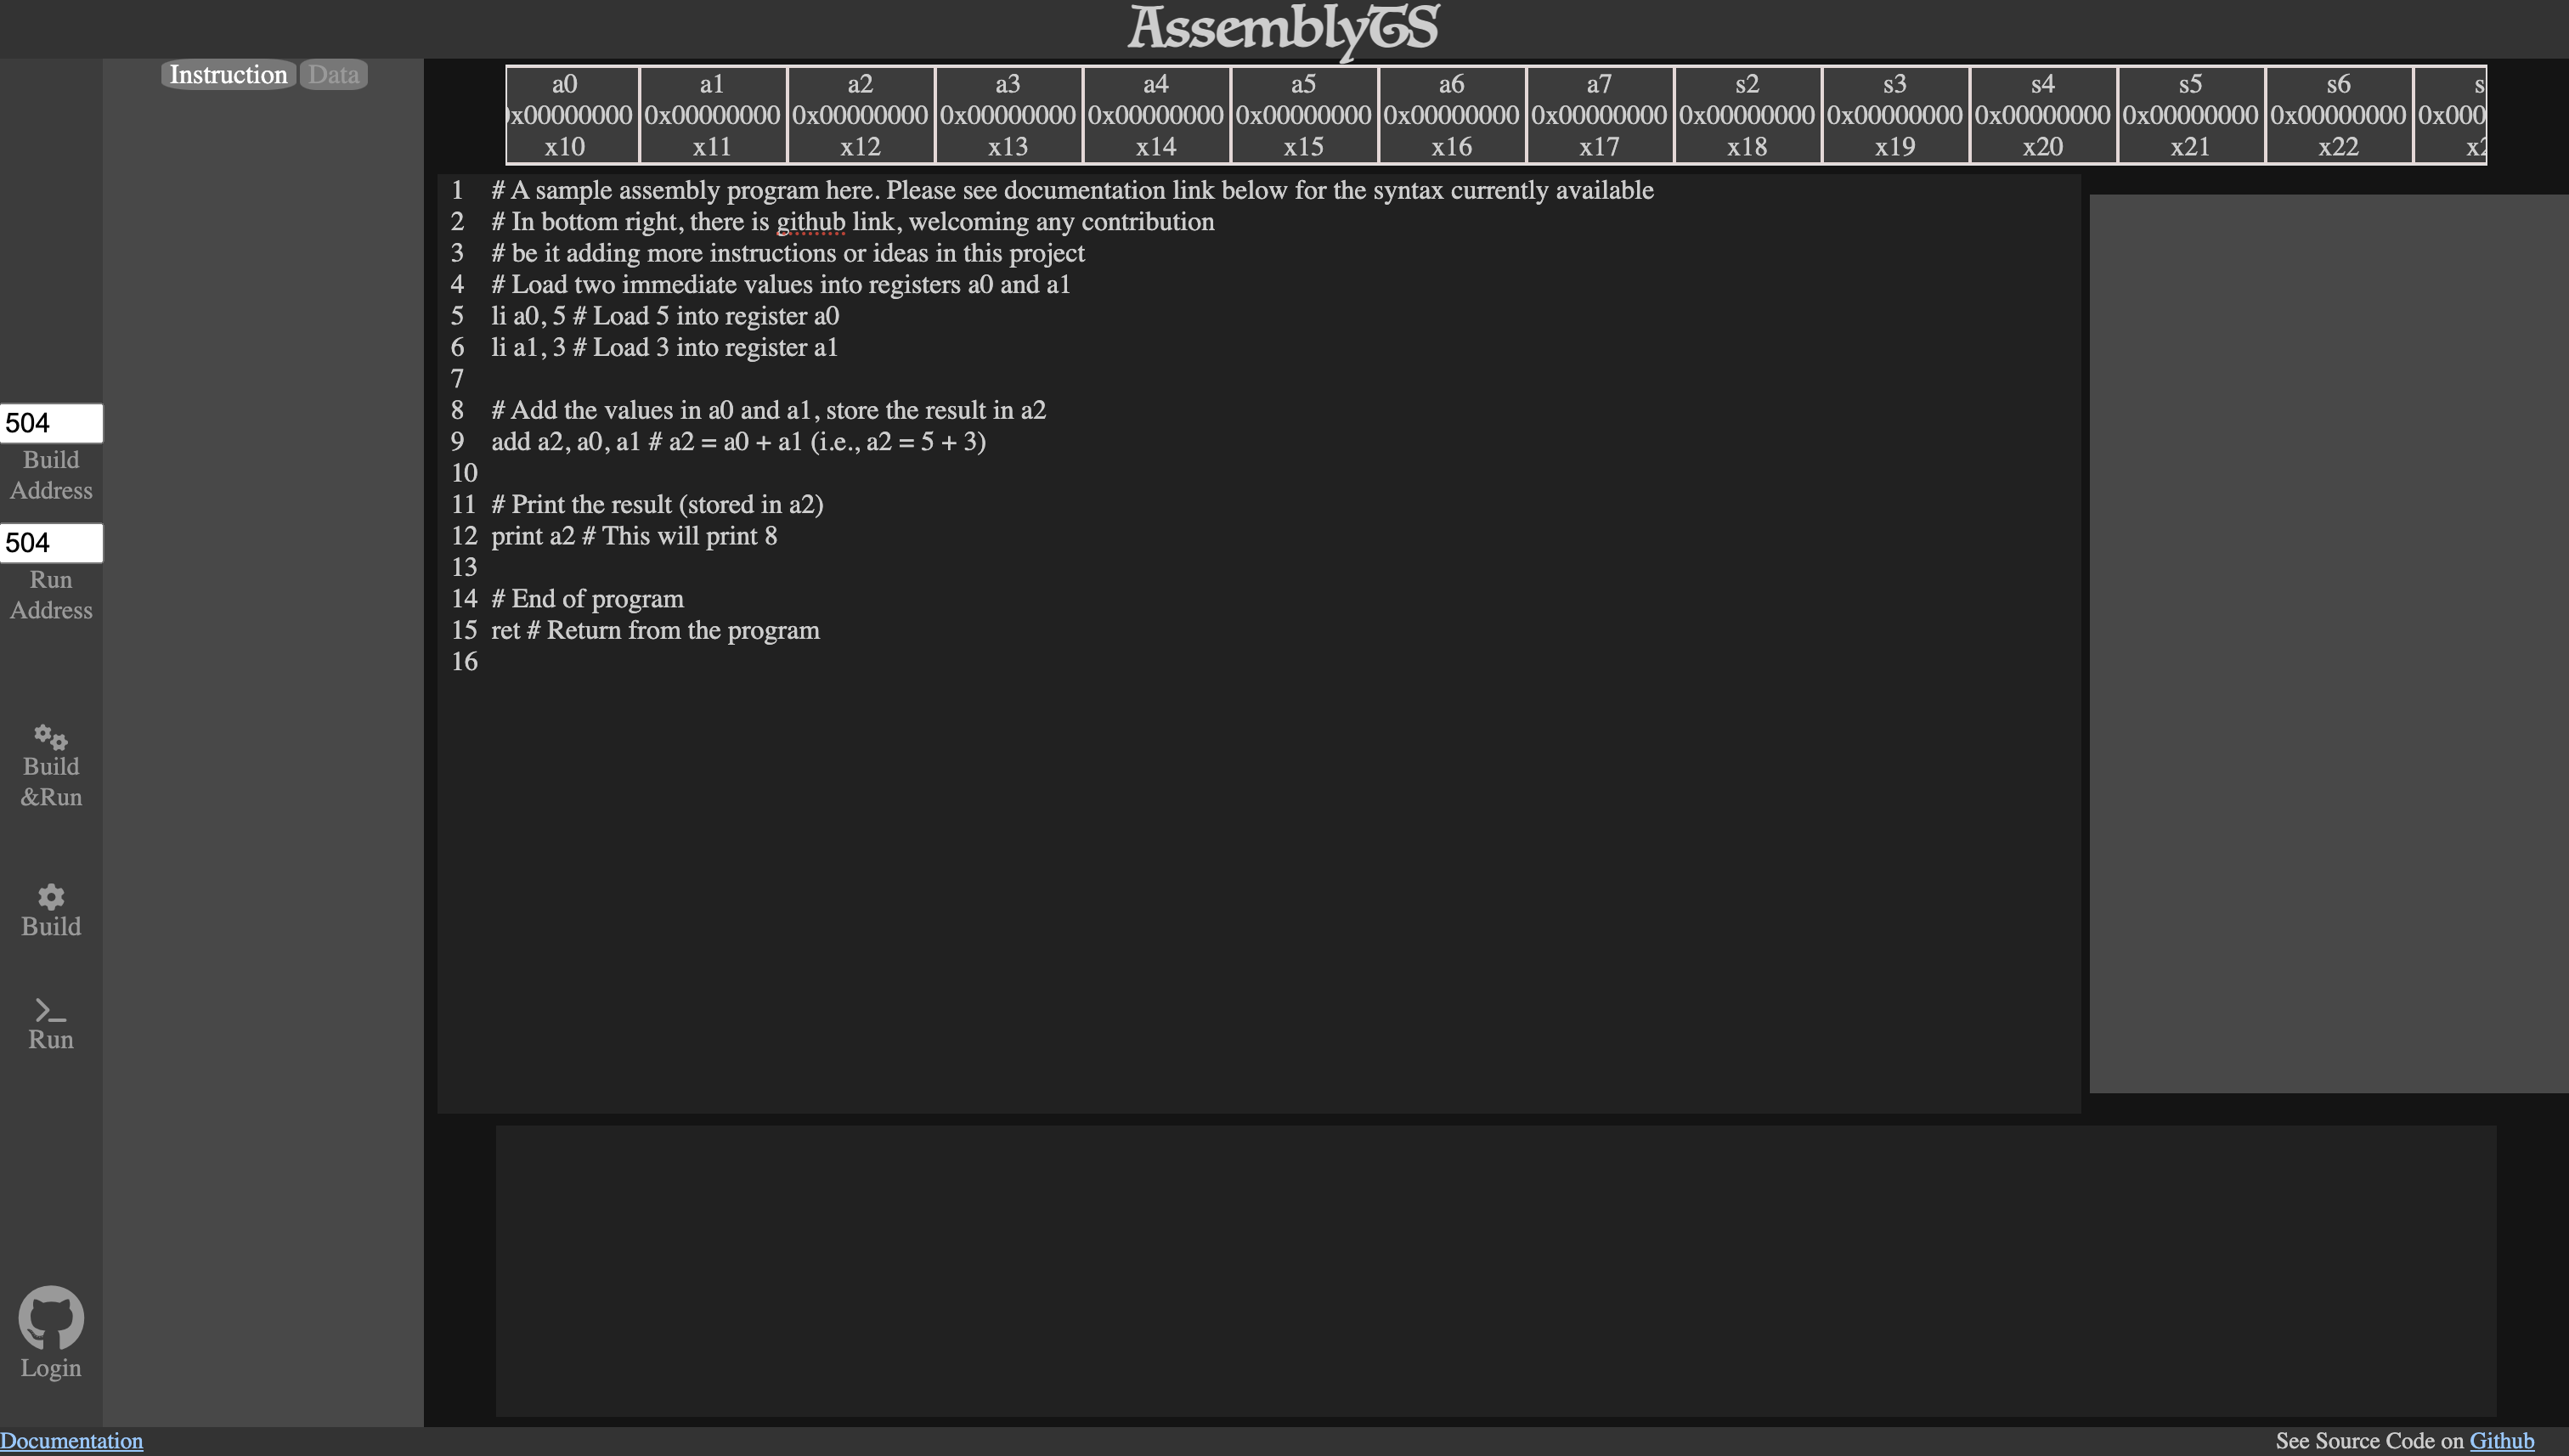 AssemblyTS
Instruction Data
a0 a1 a2 a3 a4 a5 a6 a7 s2 s3 s4 s5 s6 s
x00000000 0x00000000 0x00000000 0x00000000 0x00000000 0x00000000 0x00000000 0x00000000 0x00000000 0x00000000 0x00000000 0x00000000 0x00000000 0x000
x10 x11 x12 x13 x14 x15 x16 x17 x18 x19 x20 x21 x22 x2
1 # A sample assembly program here. Please see documentation link below for the syntax currently available
2 # In bottom right, there is github link, welcoming any contribution
3 # be it adding more instructions or ideas in this project
4 # Load two immediate values into registers a0 and a1
5 li a0, 5 # Load 5 into register a0
6 li a1, 3 # Load 3 into register a1
7
8 # Add the values in a0 and a1, store the result in a2
9 add a2, a0, a1 # a2 = a0 + a1 (i.e., a2 = 5 + 3)
10
11 # Print the result (stored in a2)
12 print a2 # This will print 8
13
14 # End of program
15 ret # Return from the program
16
504
Build
Address
504
Run
Address
Build
&Run
Build
Run
Login
Documentation
See Source Code on Github